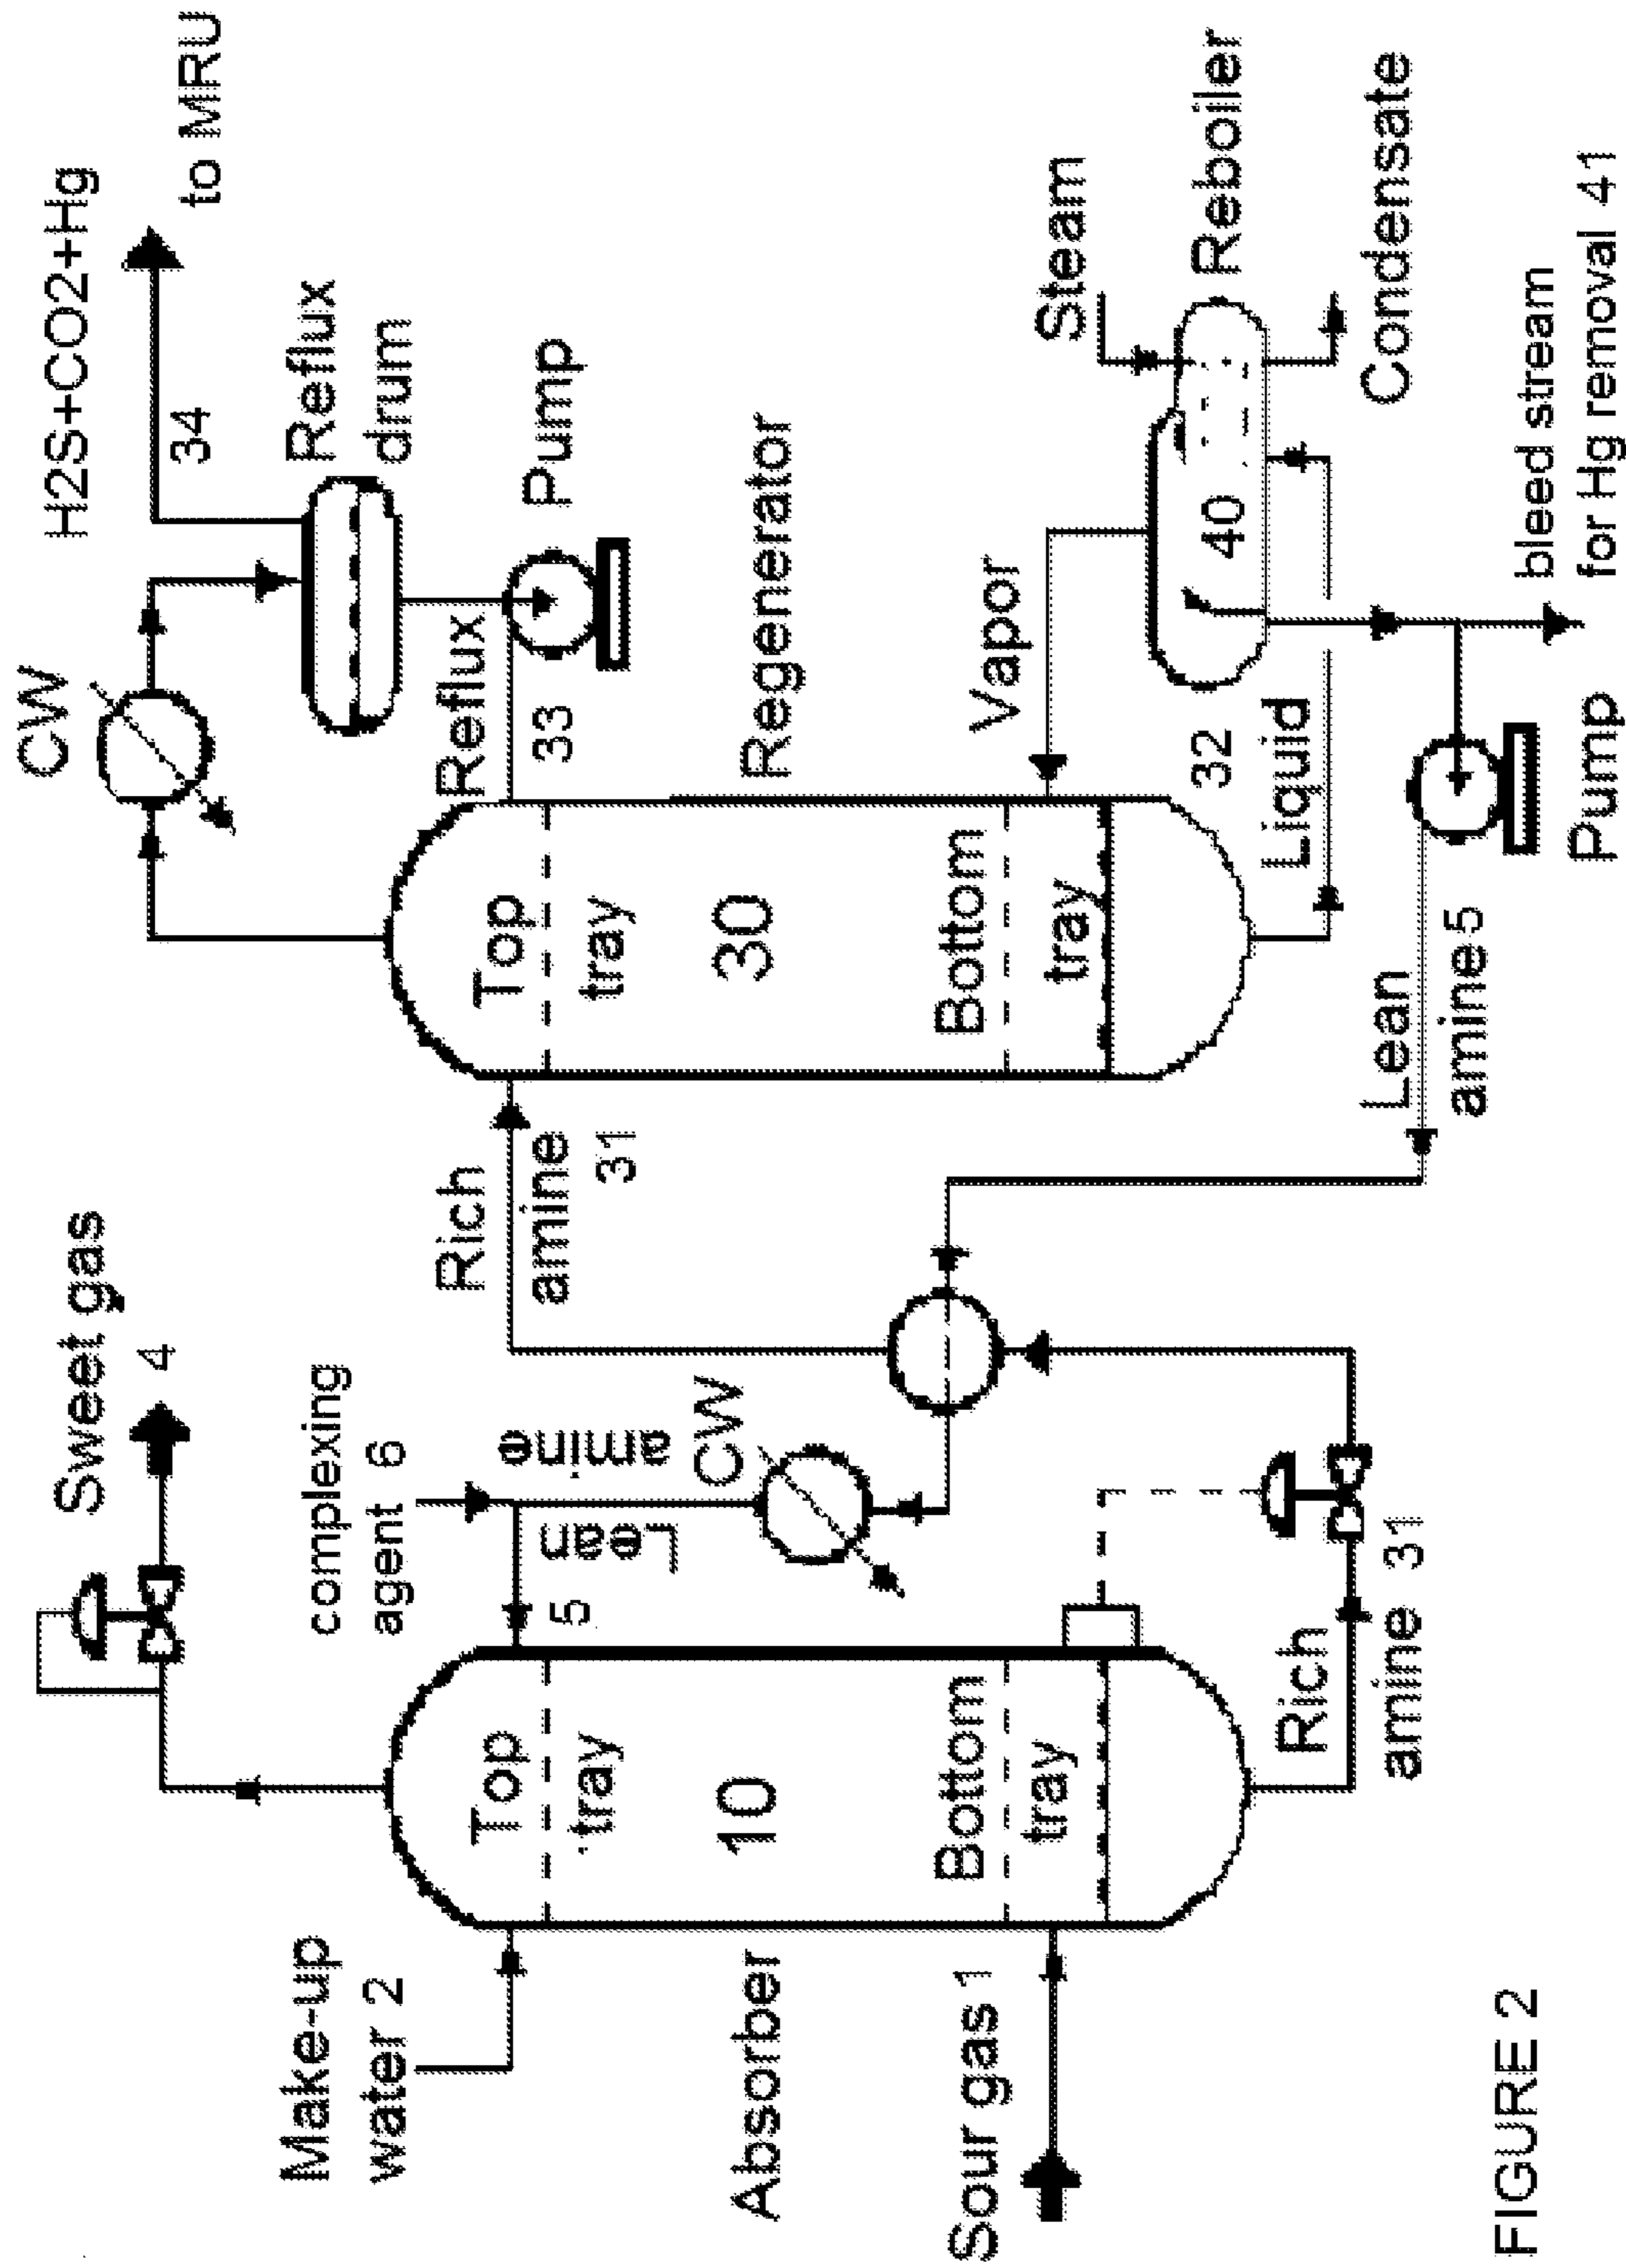 Sweet gas
4
H2S+CO2+Hg
34
to MRU
CW
Make-up
water 2
complexing
agent 6
Reflux
drum
Rich
amine
31
Reflux
33
Pump
Lean
amine
5
Top
tray
10
Bottom
tray
Absorber
CW
Top
tray
30
Bottom
tray
Regenerator
Vapor
Steam
Reboiler
40
32
Liquid
Condensate
Sour gas 1
Rich
amine 31
Lean
amine 5
Pump
bleed stream
for Hg removal 41
FIGURE 2